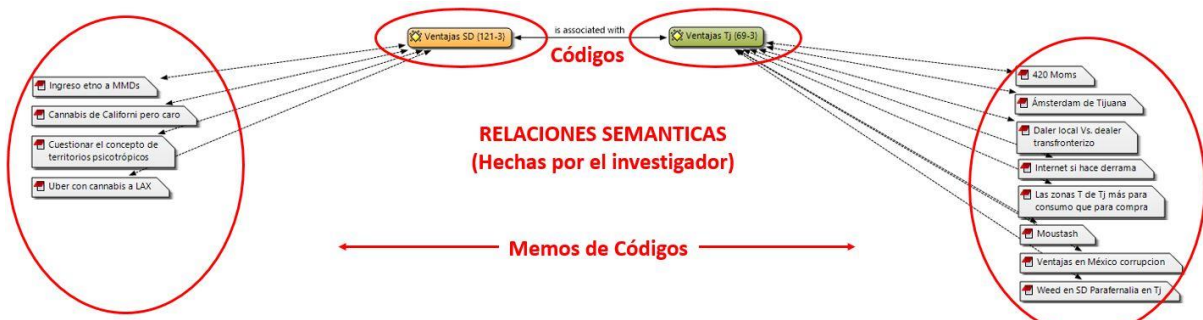 Ventajas SD {121-3}
is associated with
Ventajas Tj {69-3}
Códigos
Ingreso etno a MMDs
Cannabis de Californi pero caro
Cuestionar el concepto de
territorios psicotrópicos
Uber con cannabis a LAX
RELACIONES SEMANTICAS
(Hechas por el investigador)
Memos de Códigos
420 Moms
Ámsterdam de Tijuana
Daler local Vs. dealer
transfronterizo
Internet si hace derrama
Las zonas T de Tj más para
consumo que para compra
Moustash
Ventajas en México corrupcion
Weed en SD Parafernalia en Tj